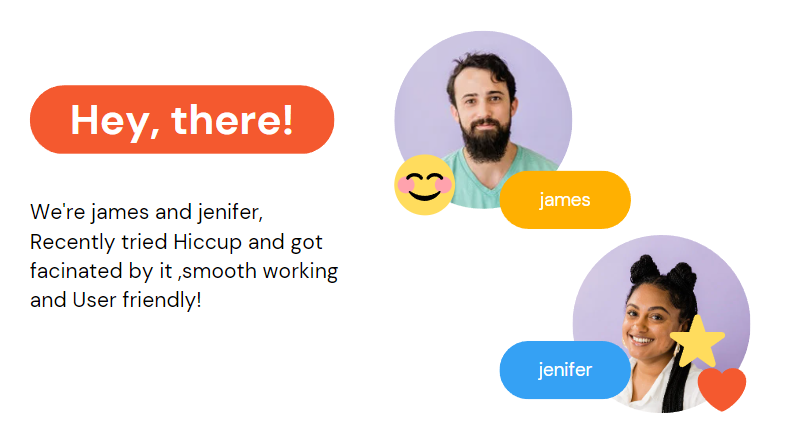 Hey, there!
We're james and jenifer,
Recently tried Hiccup and got
facinated by it ,smooth working
and User friendly!
james
jenifer